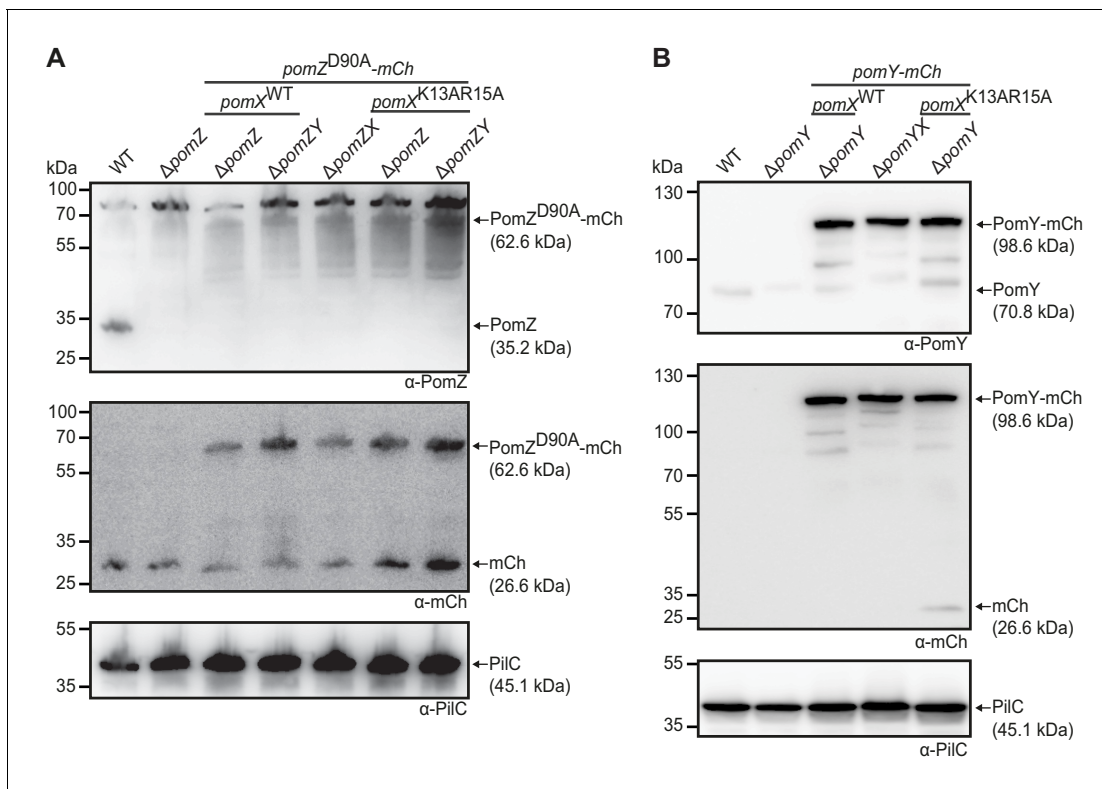 A
pomZD90A-mCh
pomXWT
pomXK13AR15A
WT
ΔpomZ
ΔpomZ
ΔpomZY
ΔpomZX
ΔpomZ
ΔpomZY
kDa
100
70
55
35
25
PomZD90A-mCh
(62.6 kDa)
PomZ
(35.2 kDa)
α-PomZ
100
70
55
35
25
PomZD90A-mCh
(62.6 kDa)
mCh
(26.6 kDa)
α-mCh
55
35
PilC
(45.1 kDa)
α-PilC
B
pomY-mCh
pomXWT
pomXK13AR15A
WT
ΔpomY
ΔpomY
ΔpomYX
ΔpomY
kDa
130
100
70
PomY-mCh
(98.6 kDa)
PomY
(70.8 kDa)
α-PomY
130
100
70
55
35
25
PomY-mCh
(98.6 kDa)
mCh
(26.6 kDa)
α-mCh
55
35
PilC
(45.1 kDa)
α-PilC